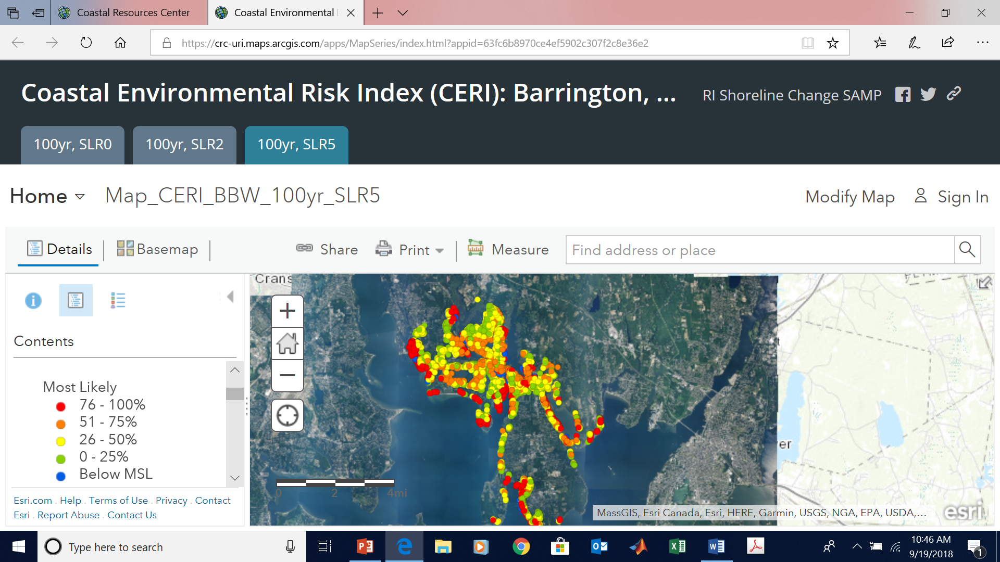 Coastal Resources Center
Coastal Environmental
https://crc-uri.maps.arcgis.com/apps/MapSeries/index.html?appid=63fc6b8970ce4ef5902c307f2c8e36e2
Coastal Environmental Risk Index (CERI): Barrington, ...
RI Shoreline Change SAMP
100yr, SLR0
100yr, SLR2
100yr, SLR5
Home
Map_CERI_BBW_100yr_SLR5
Modify Map
Sign In
Details
Basemap
Share
Print
Measure
Find address or place
Contents
Most Likely
76 - 100%
51 - 75%
26 - 50%
0 - 25%
Below MSL
Esri.com . Help . Terms of Use . Privacy . Contact
Esri . Report Abuse . Contact Us
Crans
er
0 2 4mi
MassGIS, Esri Canada, Esri, HERE, Garmin, USGS, NGA, EPA, USDA,...
esri
Type here to search
10:46 AM
9/19/2018
1